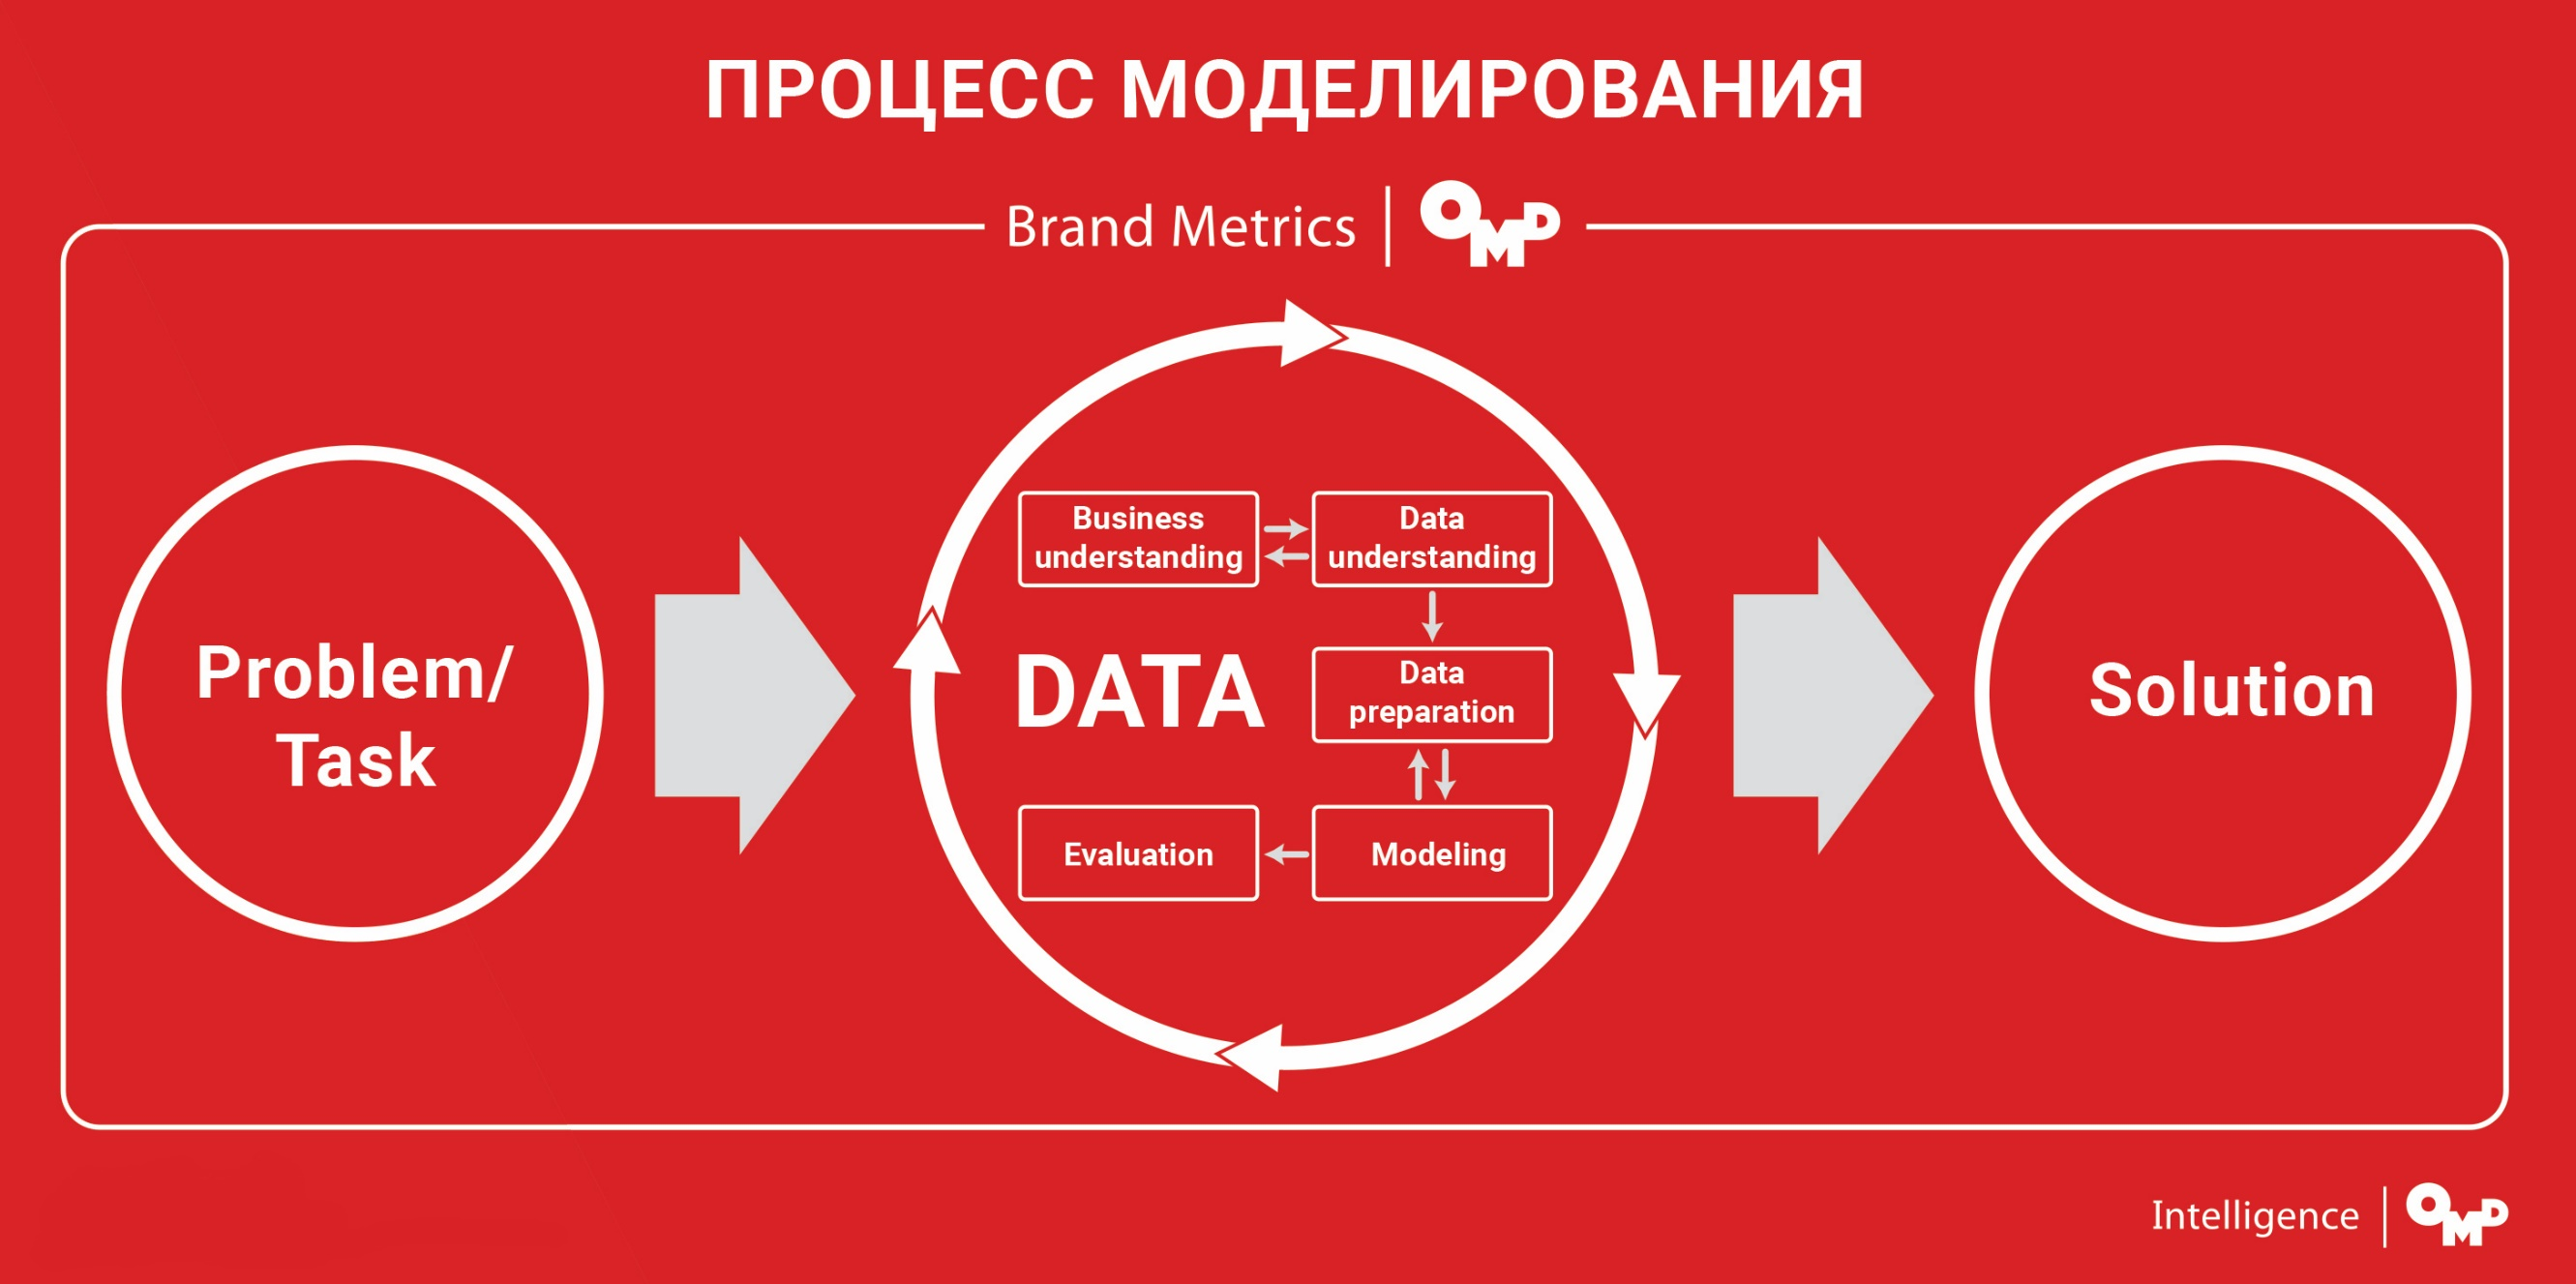 ПРОЦЕСС МОДЕЛИРОВАНИЯ
Brand Metrics | OMD
Problem/
Task
Business
understanding
Data
understanding
DATA
Data
preparation
Evaluation
Modeling
Solution
Intelligence | OMD